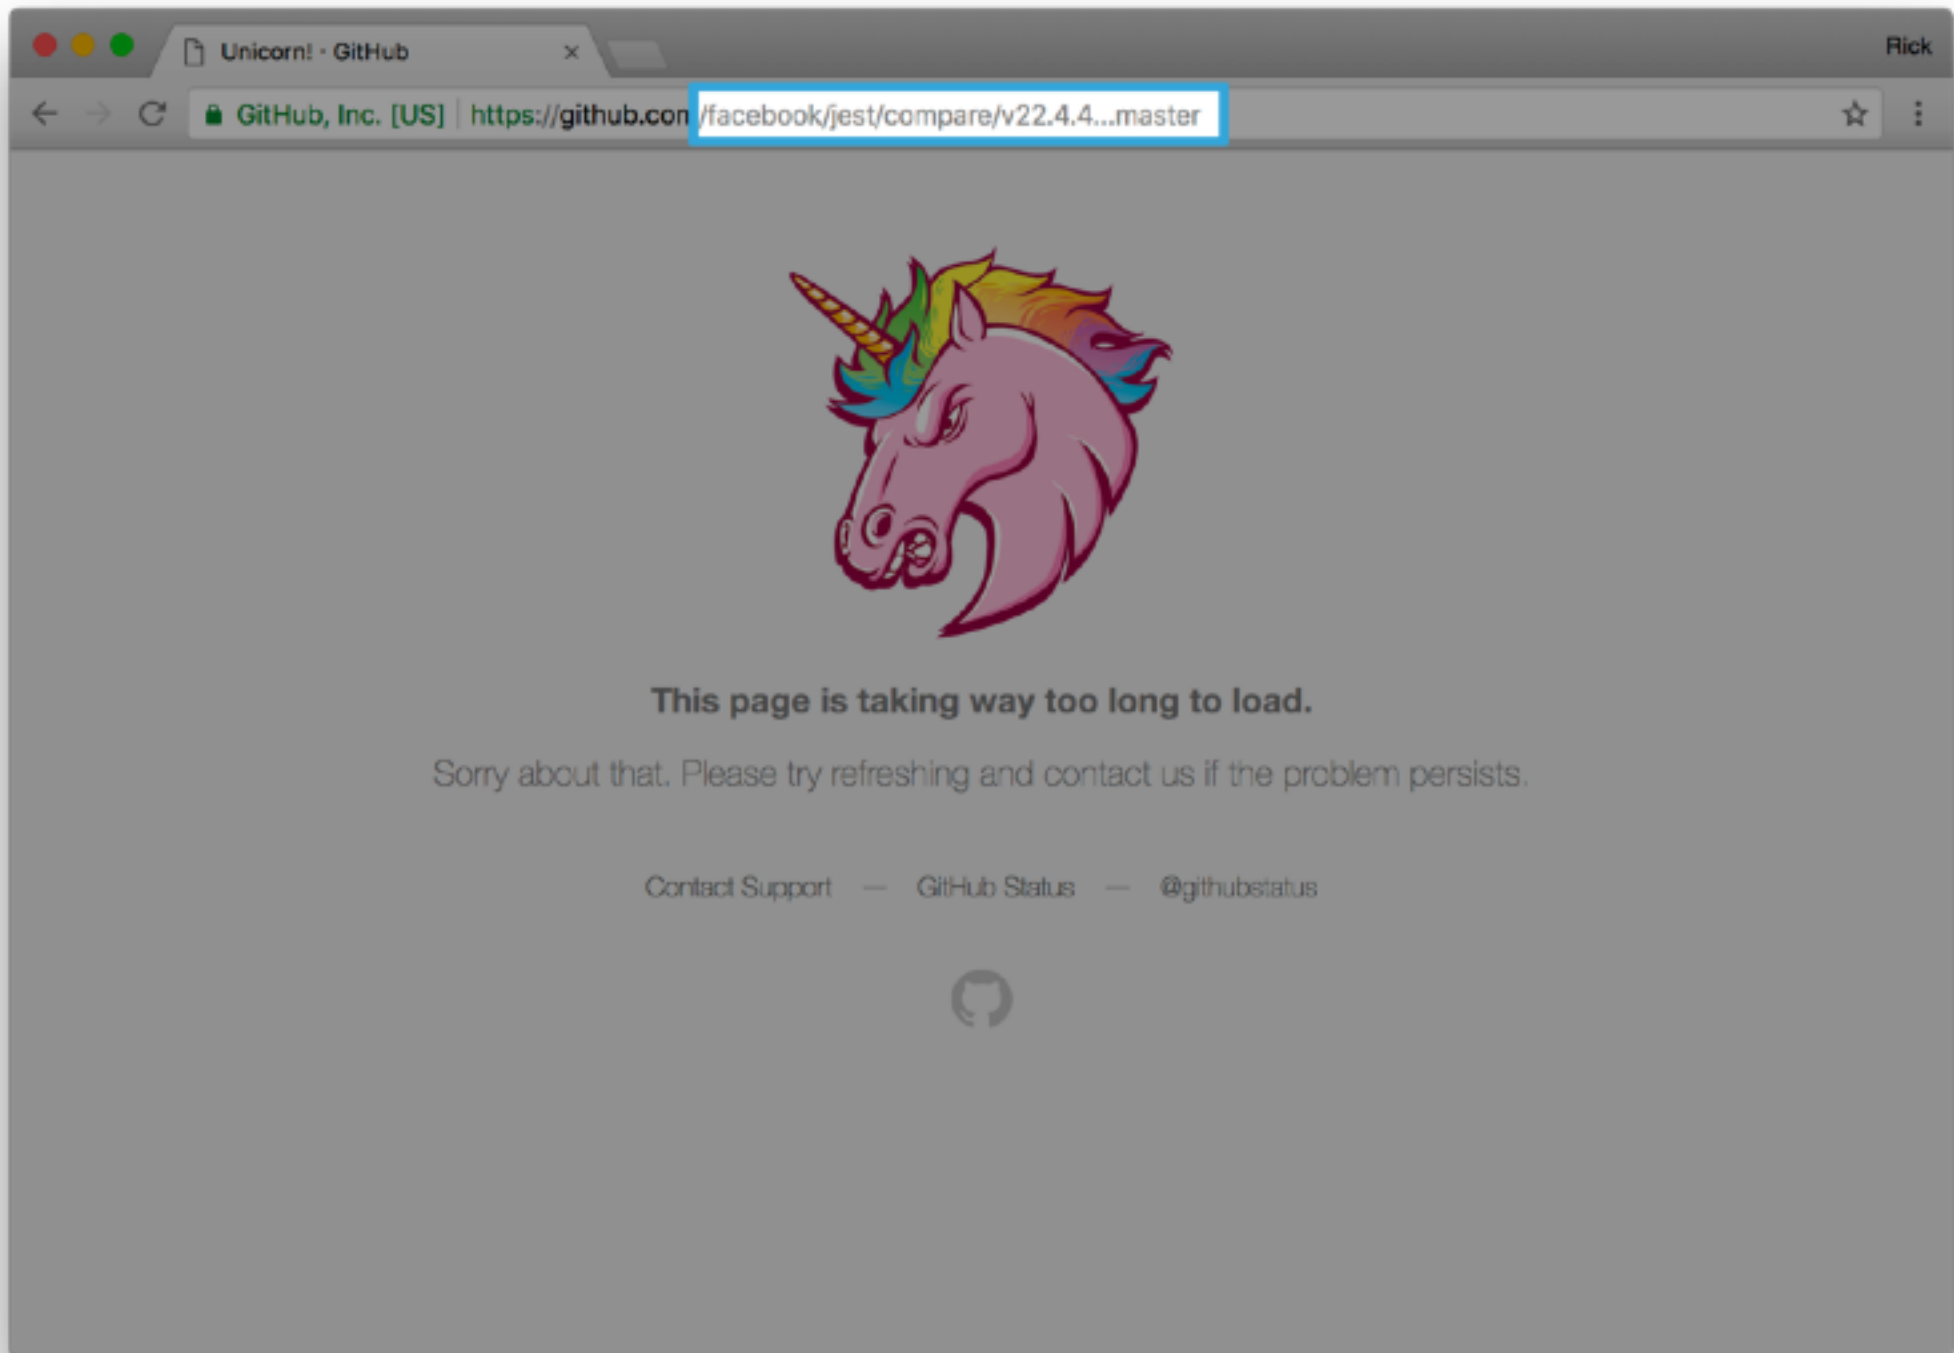 Unicorn! · GitHub
Rick
GitHub, Inc. [US] https://github.com/facebook/jest/compare/v22.4.4...master
This page is taking way too long to load.
Sorry about that. Please try refreshing and contact us if the problem persists.
Contact Support — GitHub Status — @githubstatus